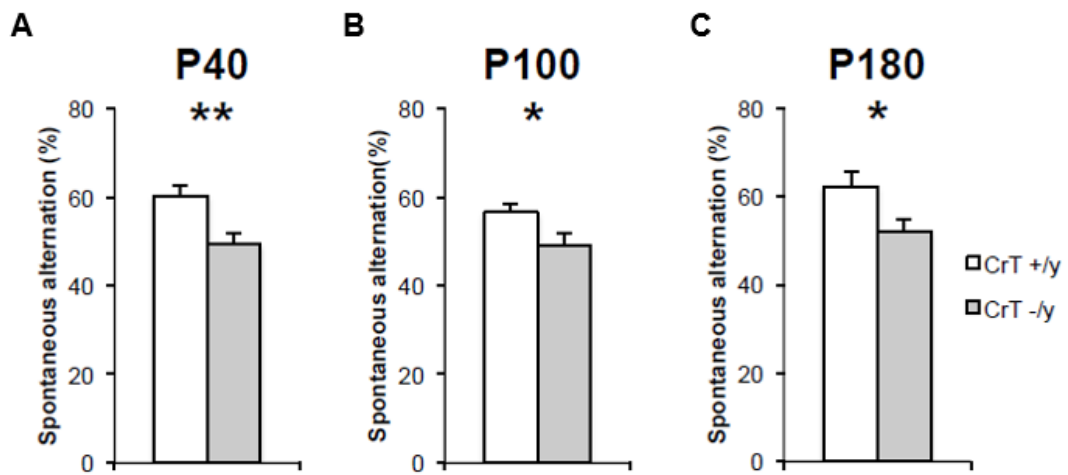 A
P40
**
Spontaneous alternation (%)
80
60
40
20
0
B
P100
*
Spontaneous alternation(%)
80
60
40
20
0
C
P180
*
Spontaneous alternation (%)
80
60
40
20
0
CrT +/y
CrT -/y